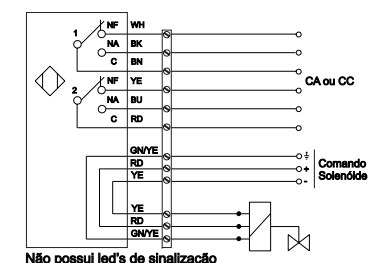 NF WH
1
NA BK
C BN
CA ou CC
NF YE
2
NA BU
C RD
GN/YE
RD +
YE -
Comando
Solenóide
YE
RD
GN/YE
Não possui led's de sinalização